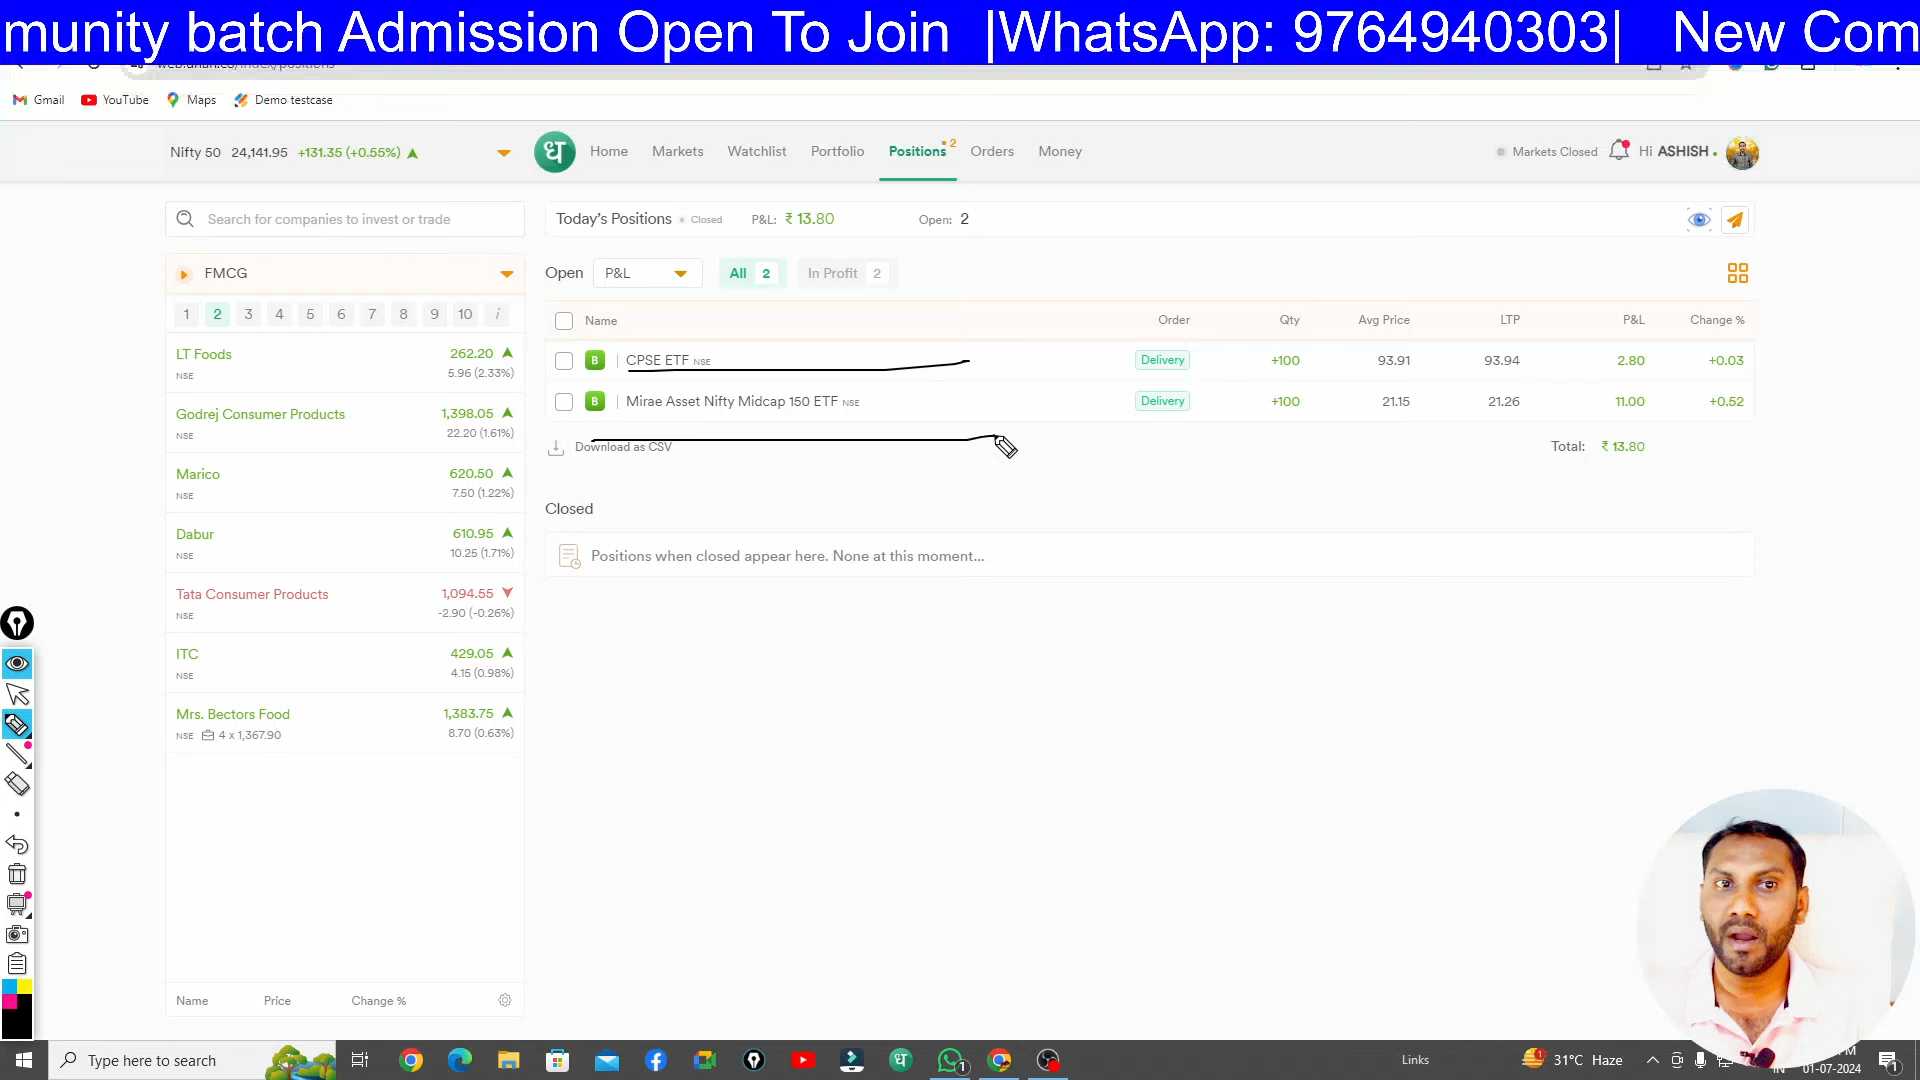 munity batch Admission Open To Join |WhatsApp: 9764940303| New Com
web.dhan.co/index/positions
Gmail YouTube Maps Demo testcase
Nifty 50 24,141.95 +131.35 (+0.55%)
ध Home Markets Watchlist Portfolio Positions 2 Orders Money
Markets Closed Hi ASHISH
Search for companies to invest or trade
FMCG
1 2 3 4 5 6 7 8 9 10 i
LT Foods 262.20
NSE 5.96 (2.33%)
Godrej Consumer Products 1,398.05
NSE 22.20 (1.61%)
Marico 620.50
NSE 7.50 (1.22%)
Dabur 610.95
NSE 10.25 (1.71%)
Tata Consumer Products 1,094.55
NSE -2.90 (-0.26%)
ITC 429.05
NSE 4.15 (0.98%)
Mrs. Bectors Food 1,383.75
NSE 4 x 1,367.90 8.70 (0.63%)
Name Price Change %
Today's Positions Closed P&L: ₹ 13.80 Open: 2
Open P&L All 2 In Profit 2
Name Order Qty Avg Price LTP P&L Change %
B CPSE ETF NSE Delivery +100 93.91 93.94 2.80 +0.03
B Mirae Asset Nifty Midcap 150 ETF NSE Delivery +100 21.15 21.26 11.00 +0.52
Download as CSV Total: ₹ 13.80
Closed
Positions when closed appear here. None at this moment...
Type here to search
ध 1 Links 1 31°C Haze
01-07-2024 1